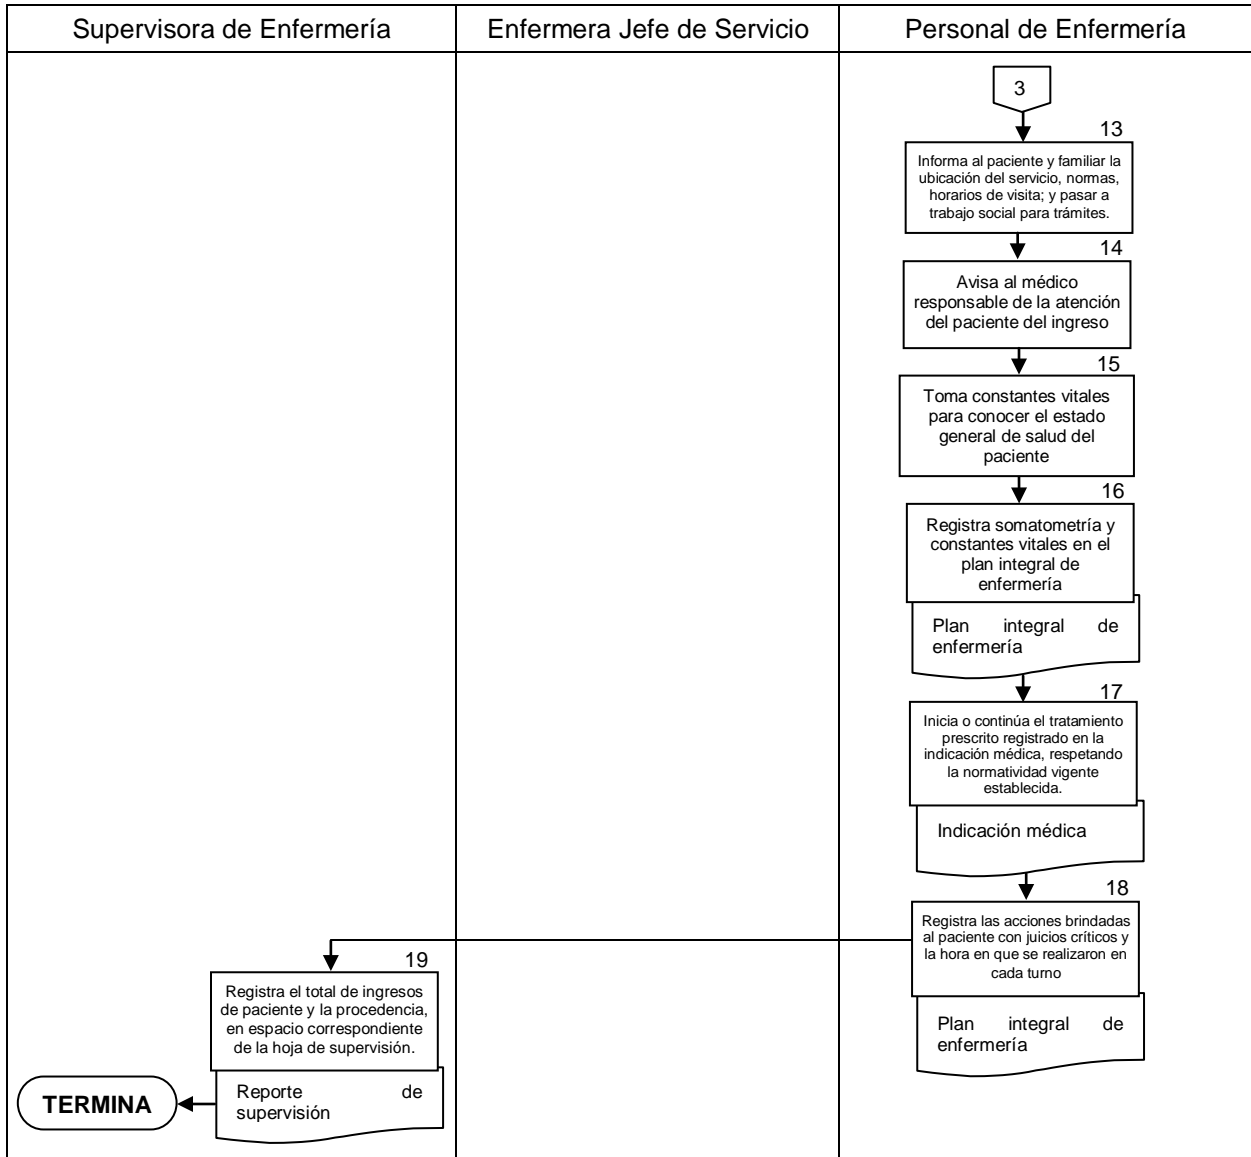 Supervisora de Enfermería
Enfermera Jefe de Servicio
Personal de Enfermería
3
13
Informa al paciente y familiar la
ubicación del servicio, normas,
horarios de visita; y pasar a
trabajo social para trámites.
14
Avisa al médico
responsable de la atención
del paciente del ingreso
15
Toma constantes vitales
para conocer el estado
general de salud del
paciente
16
Registra somatometría y
constantes vitales en el
plan integral de
enfermería
Plan integral de
enfermería
17
Inicia o continúa el tratamiento
prescrito registrado en la
indicación médica, respetando
la normatividad vigente
establecida.
Indicación médica
18
Registra las acciones brindadas
al paciente con juicios críticos y
la hora en que se realizaron en
cada turno
Plan integral de
enfermería
19
Registra el total de ingresos
de paciente y la procedencia,
en espacio correspondiente
de la hoja de supervisión.
Reporte de
supervisión
TERMINA